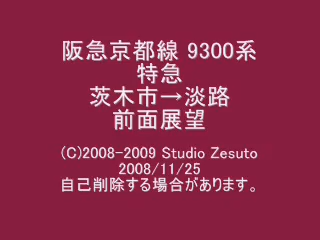 阪急京都線 9300系
特急
茨木市→淡路
前面展望
(C)2008-2009 Studio Zesuto
2008/11/25
自己削除する場合があります。